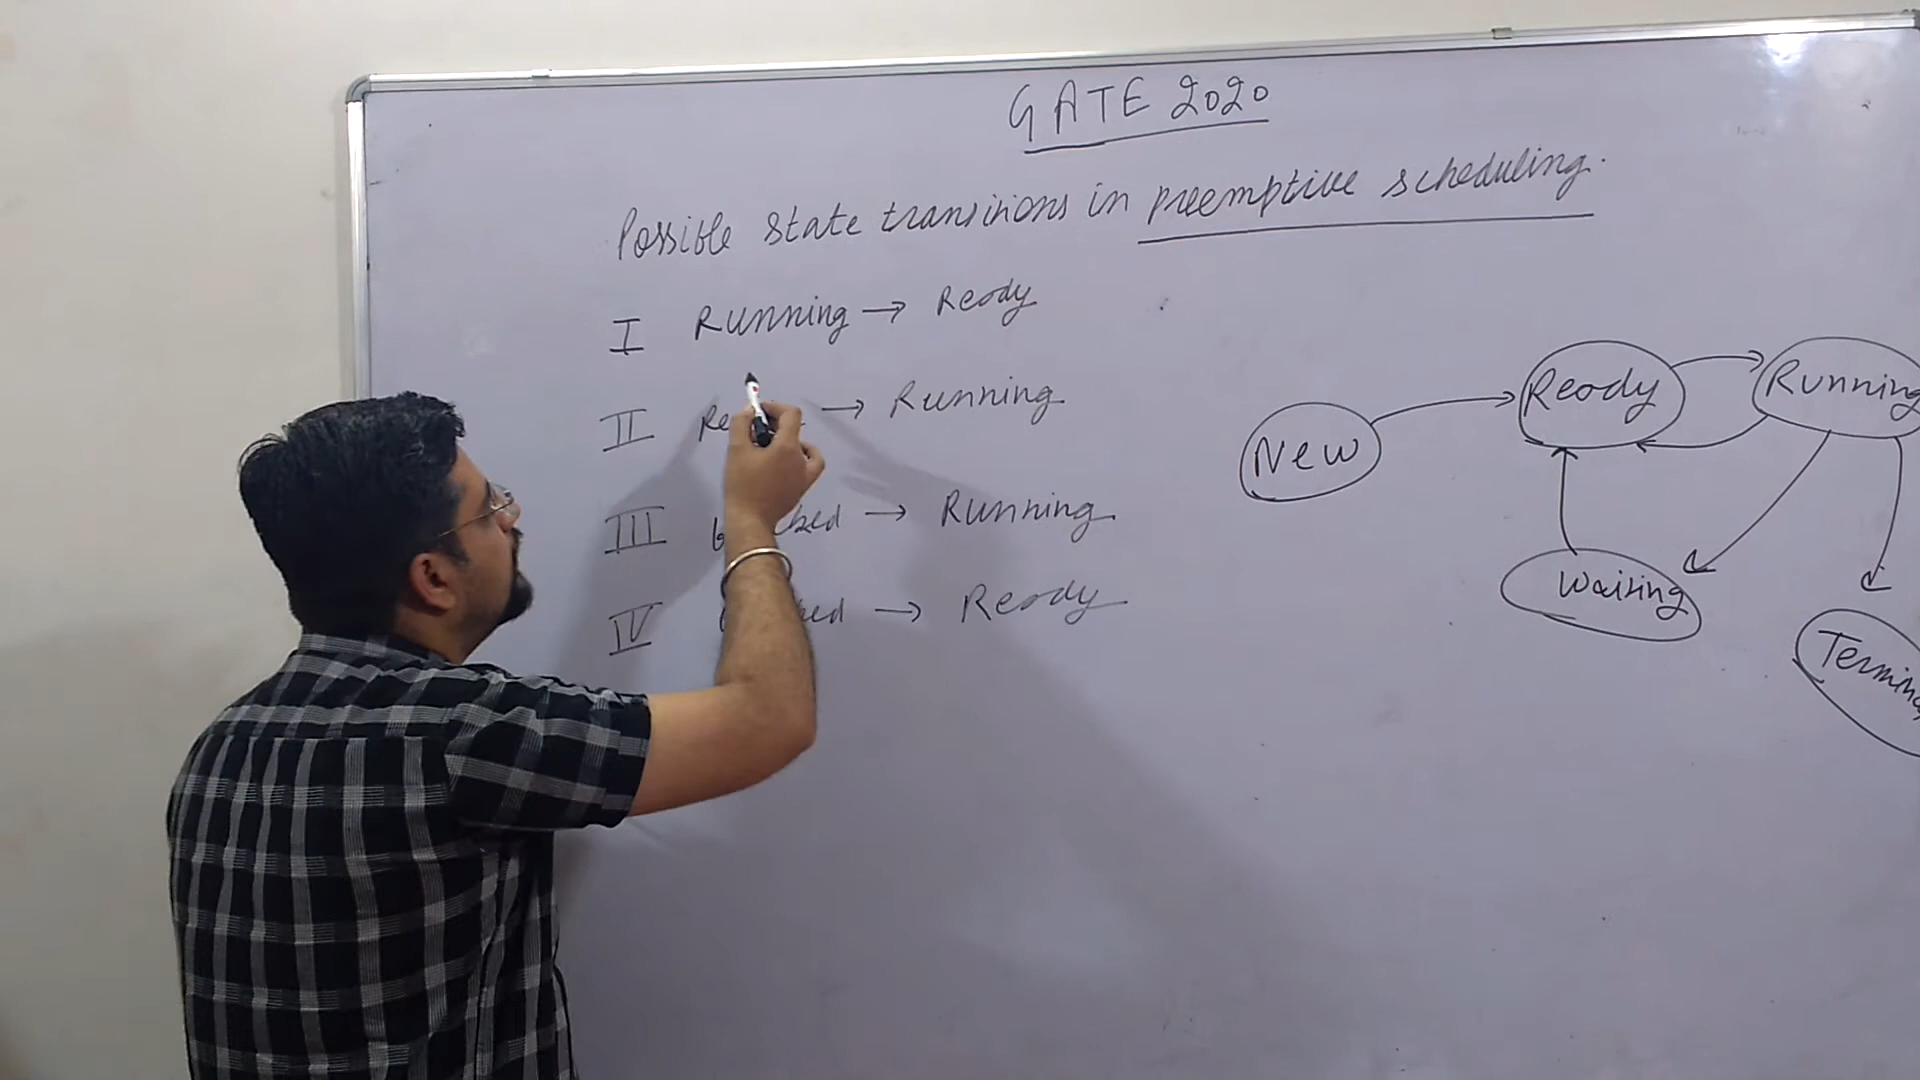 GATE 2020
Possible state transitions in preemptive scheduling.
I Running → Ready
II → Running
III → Running
IV → Ready
New
Ready
Running
Waiting